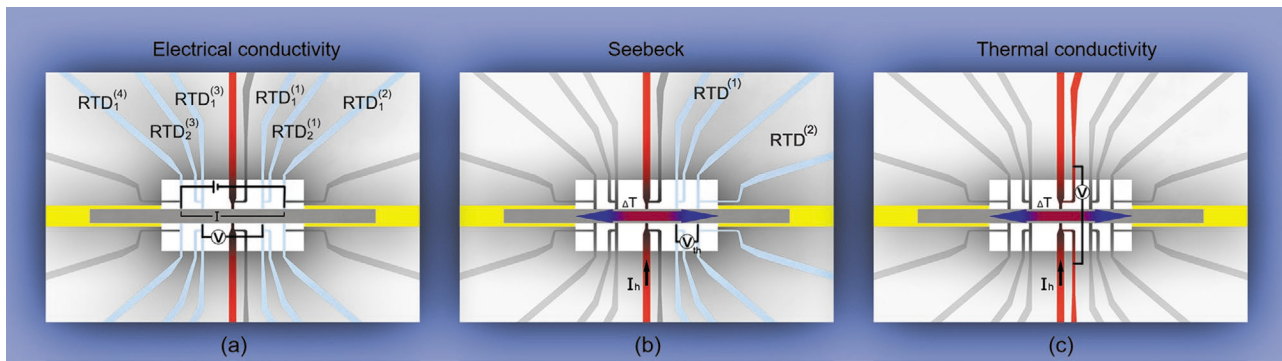 Electrical conductivity
RTD₁⁽⁴⁾
RTD₁⁽³⁾
RTD₂⁽³⁾
RTD₁⁽¹⁾
RTD₂⁽¹⁾
RTD₁⁽²⁾
I
V
(a)
Seebeck
RTD⁽¹⁾
RTD⁽²⁾
ΔT
Vth
Ih
(b)
Thermal conductivity
V
ΔT
Ih
(c)